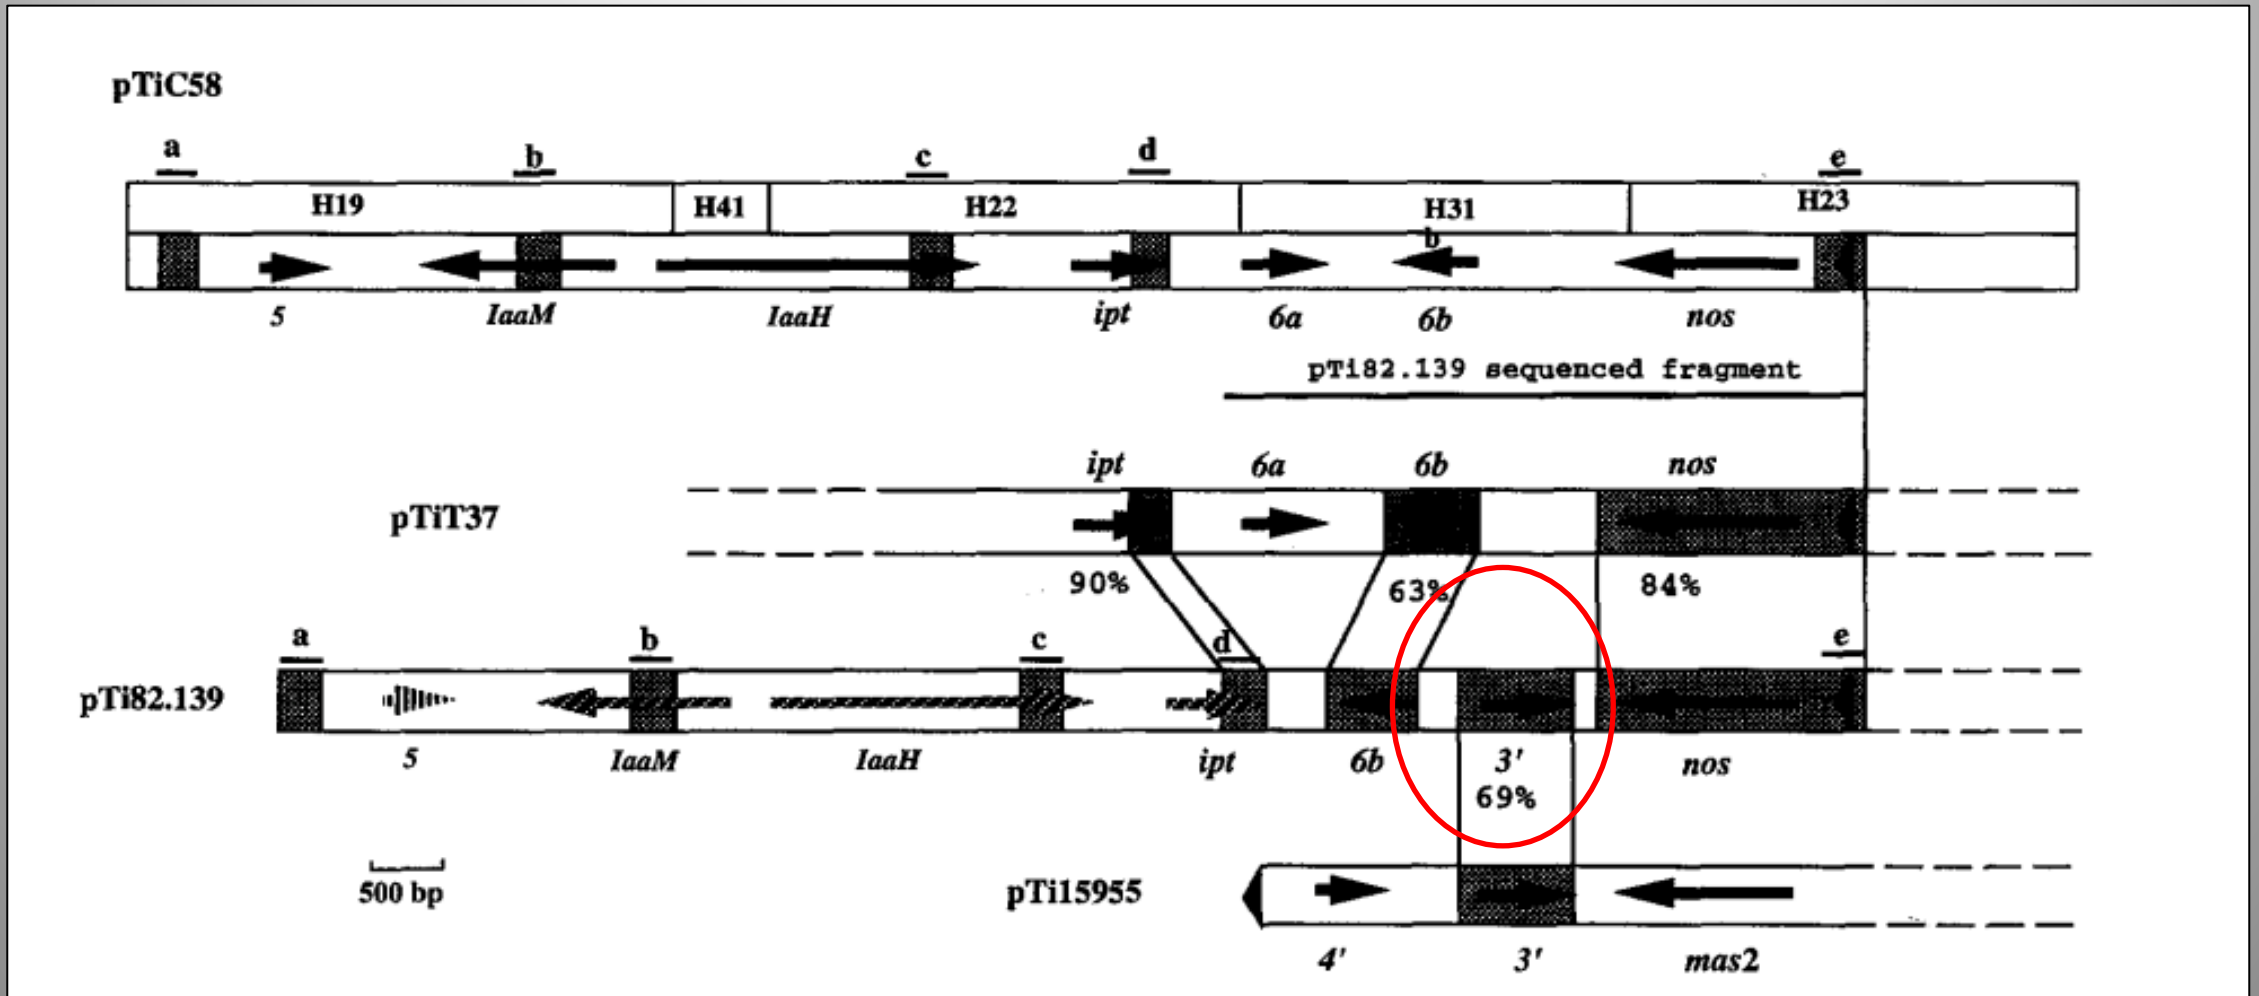 pTiC58
a b c d e
H19 H41 H22 H31 H23
b
5 IaaM IaaH ipt 6a 6b nos
pTi82.139 sequenced fragment
ipt 6a 6b nos
pTiT37
90% 63% 84%
a b c d e
pTi82.139
5 IaaM IaaH ipt 6b 3' nos
69%
500 bp
pTi15955
4' 3' mas2